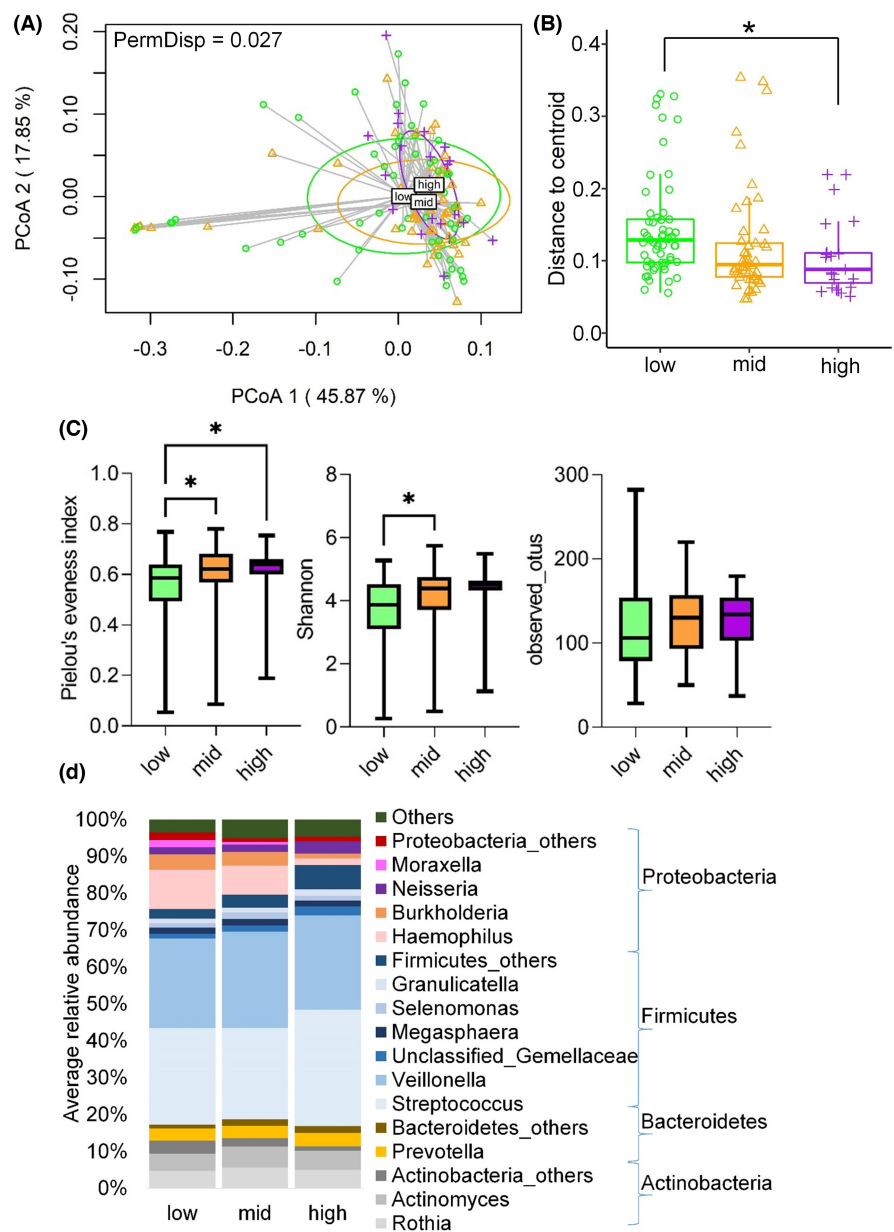 (A)
PermDisp = 0.027
PCoA 2 ( 17.85 %)
0.20
0.10
0.00
-0.10
high
low
mid
-0.3
-0.1
0.0
0.1
PCoA 1 ( 45.87 %)
(B)
*
Distance to centroid
0.4
0.3
0.2
0.1
0.0
low
mid
high
(C)
Pielou's eveness index
1.0
0.8
0.6
0.4
0.2
0.0
*
*
low
mid
high
Shannon
8
6
4
2
0
*
low
mid
high
observed_otus
300
200
100
0
low
mid
high
(d)
Average relative abundance
100%
90%
80%
70%
60%
50%
40%
30%
20%
10%
0%
low
mid
high
Others
Proteobacteria_others
Moraxella
Neisseria
Burkholderia
Haemophilus
Firmicutes_others
Granulicatella
Selenomonas
Megasphaera
Unclassified_Gemellaceae
Veillonella
Streptococcus
Bacteroidetes_others
Prevotella
Actinobacteria_others
Actinomyces
Rothia
Proteobacteria
Firmicutes
Bacteroidetes
Actinobacteria